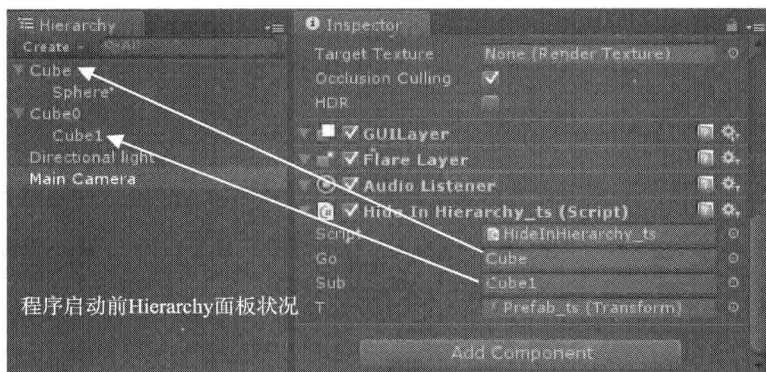 Hierarchy
Create
All
Cube
Sphere
Cube0
Cube1
Directional light
Main Camera
程序启动前Hierarchy面板状况
Inspector
Target Texture None (Render Texture)
Occlusion Culling
HDR
GUILayer
Flare Layer
Audio Listener
Hide In Hierarchy_ts (Script)
Script HideInHierarchy_ts
Go Cube
Sub Cube1
T Prefab_ts (Transform)
Add Component